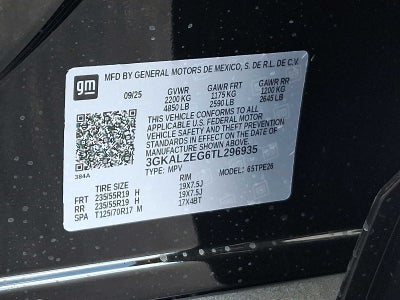 gm MFD BY GENERAL MOTORS DE MEXICO, S. DE R.L. DE C.V.
09/25 GVWR GAWR FRT GAWR RR
2200 KG 1175 KG 1200 KG
4850 LB 2590 LB 2645 LB
THIS VEHICLE CONFORMS TO ALL
APPLICABLE U.S. FEDERAL MOTOR
VEHICLE SAFETY AND THEFT PREVENTION
STANDARDS IN EFFECT ON THE DATE OF
MANUFACTURE SHOWN ABOVE.
3GKALZEG6TL296935
384A TYPE: MPV MODEL: 6STPE26
TIRE SIZE RIM
FRT 235/55R19 H 19X7.5J
RR 235/55R19 H 19X7.5J
SPA T125/70R17 M 17X4BT